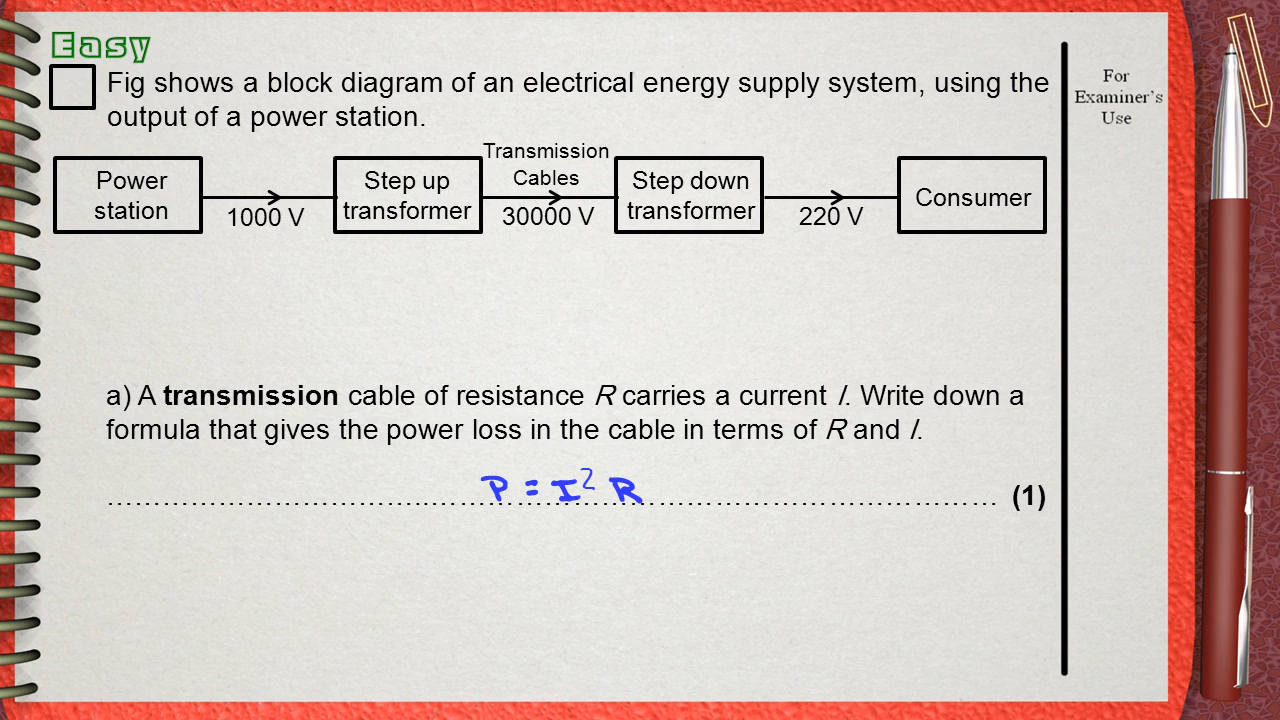 Easy
Fig shows a block diagram of an electrical energy supply system, using the
output of a power station.
For
Examiner's
Use
Power
station
1000 V
Step up
transformer
Transmission
Cables
30000 V
Step down
transformer
220 V
Consumer
a) A transmission cable of resistance R carries a current I. Write down a
formula that gives the power loss in the cable in terms of R and I.
P = I² R
………………………………………………………………………………………… (1)